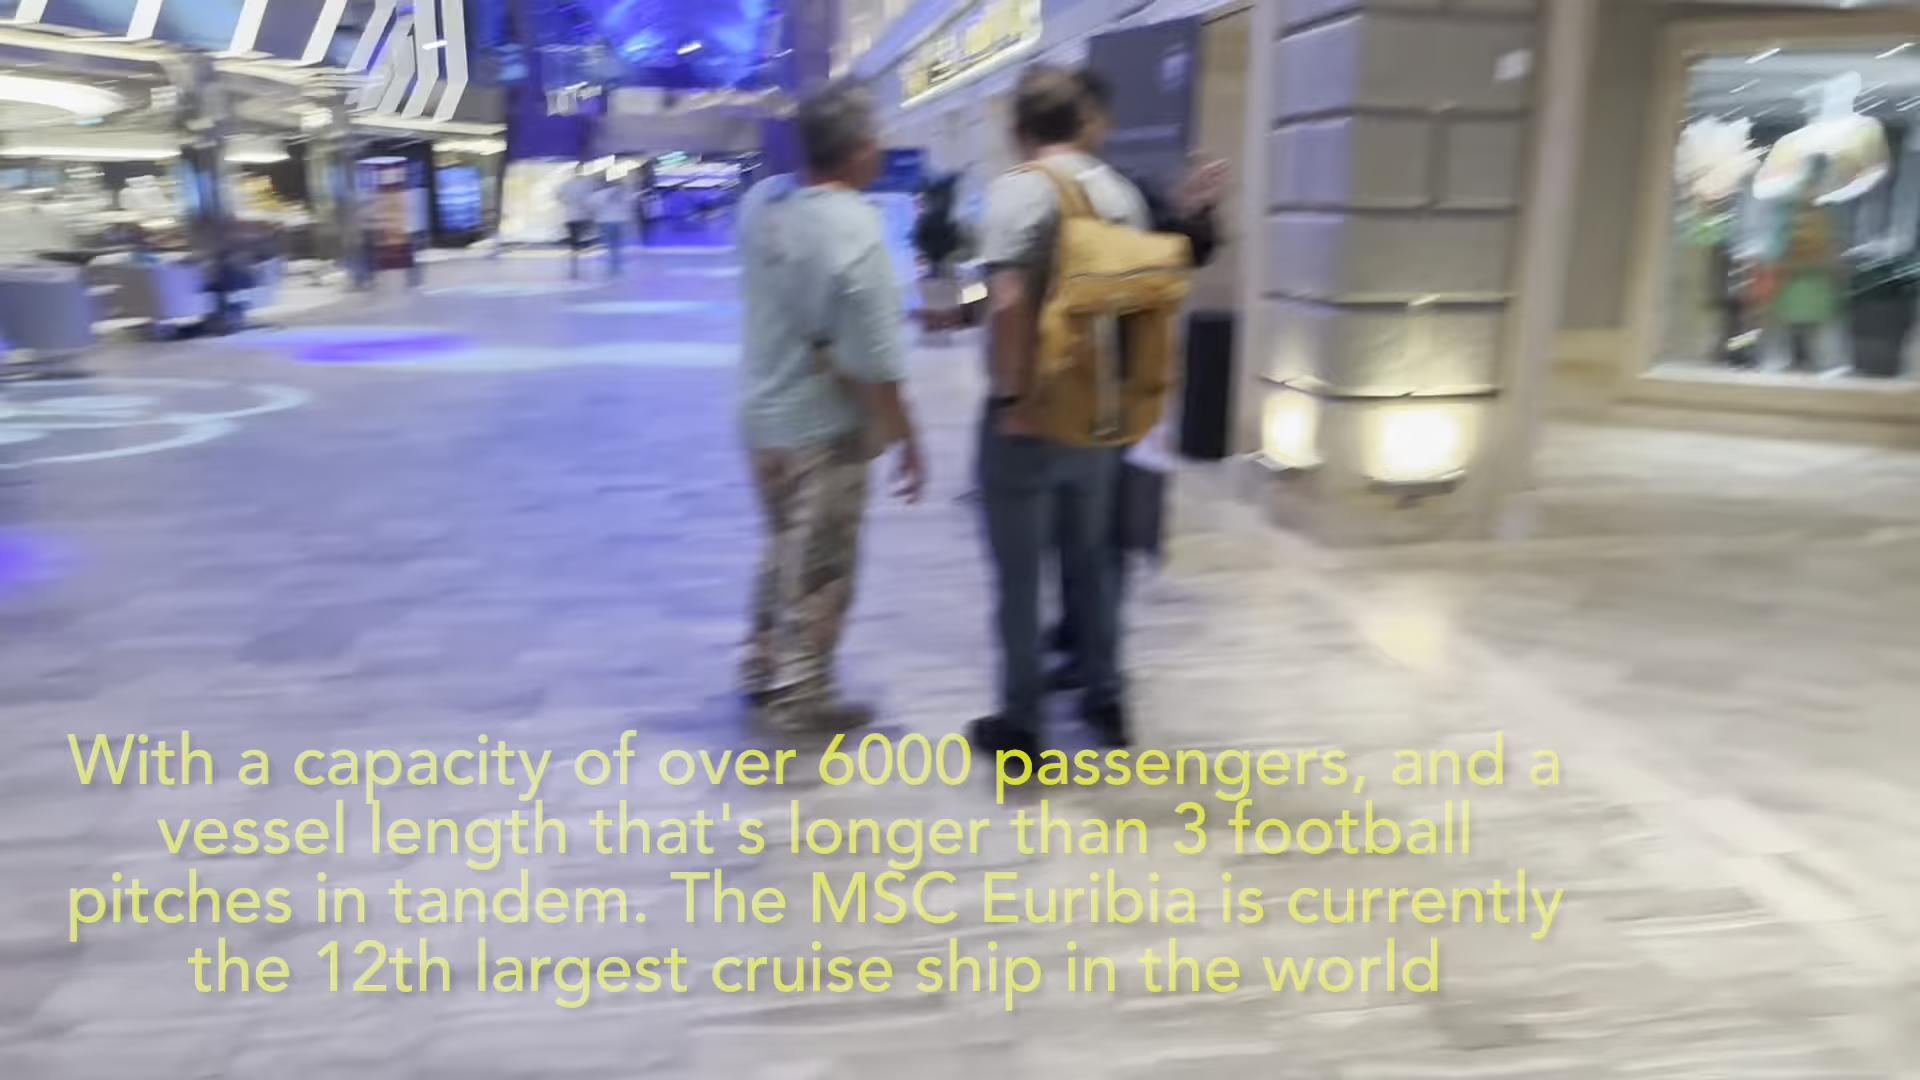 With a capacity of over 6000 passengers, and a
vessel length that's longer than 3 football
pitches in tandem. The MSC Euribia is currently
the 12th largest cruise ship in the world